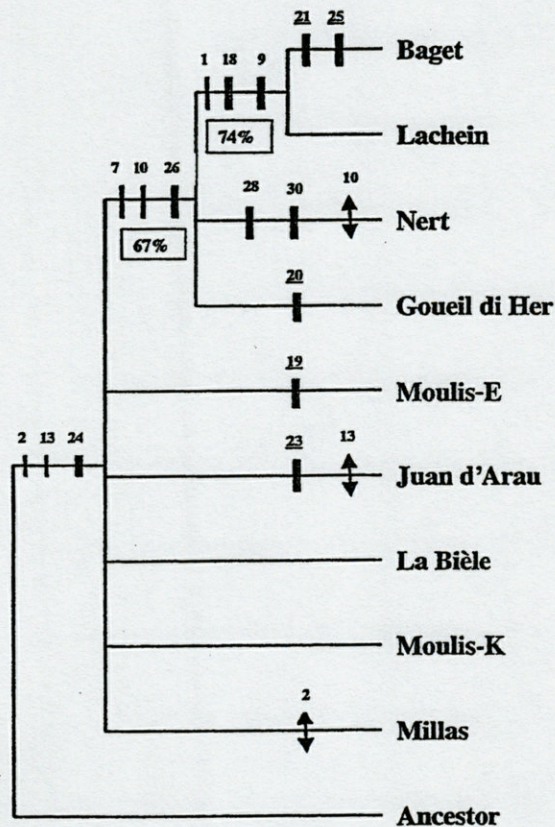 21 25
Baget
1 18 9
74%
Lachein
7 10 26
28 30 10
Nert
67%
20
Goueil di Her
19
Moulis-E
2 13 24
23 13
Juan d'Arau
La Bièle
Moulis-K
2
Millas
Ancestor